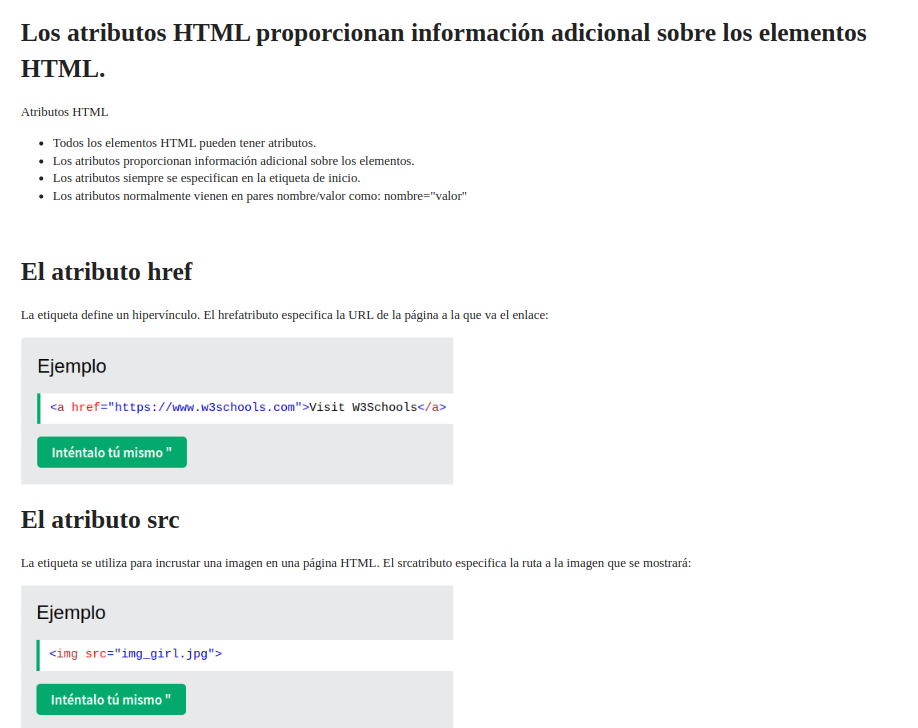 Los atributos HTML proporcionan información adicional sobre los elementos
HTML.
Atributos HTML
Todos los elementos HTML pueden tener atributos.
Los atributos proporcionan información adicional sobre los elementos.
Los atributos siempre se especifican en la etiqueta de inicio.
Los atributos normalmente vienen en pares nombre/valor como: nombre="valor"
El atributo href
La etiqueta define un hipervínculo. El hrefatributo especifica la URL de la página a la que va el enlace:
Ejemplo
<a href="https://www.w3schools.com">Visit W3Schools</a>
Inténtalo tú mismo "
El atributo src
La etiqueta se utiliza para incrustar una imagen en una página HTML. El srcatributo especifica la ruta a la imagen que se mostrará:
Ejemplo
<img src="img_girl.jpg">
Inténtalo tú mismo "